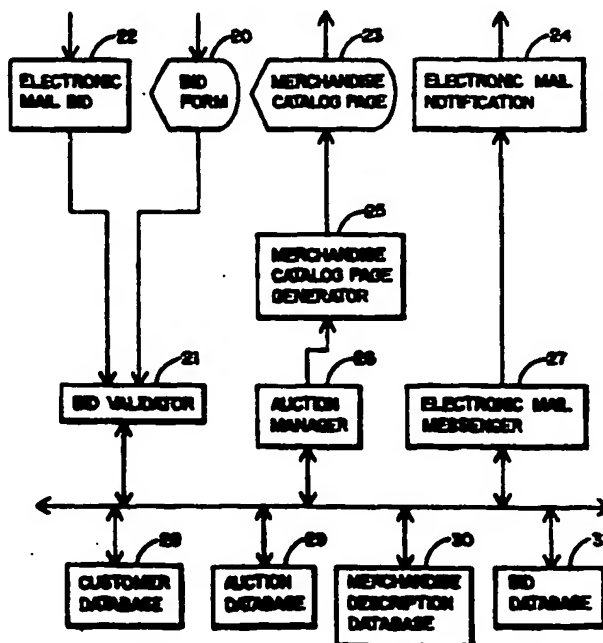 22 20 23 24
ELECTRONIC MAIL BID
BID FORM
MERCHANDISE CATALOG PAGE
ELECTRONIC MAIL NOTIFICATION
25
MERCHANDISE
CATALOG PAGE
GENERATOR
21 26 27
BID VALIDATOR
AUCTION
MANAGER
ELECTRONIC MAIL
MESSENGER
28 29 30
CUSTOMER
DATABASE
AUCTION
DATABASE
MERCHANDISE
DESCRIPTION
DATABASE
BID
DATABASE